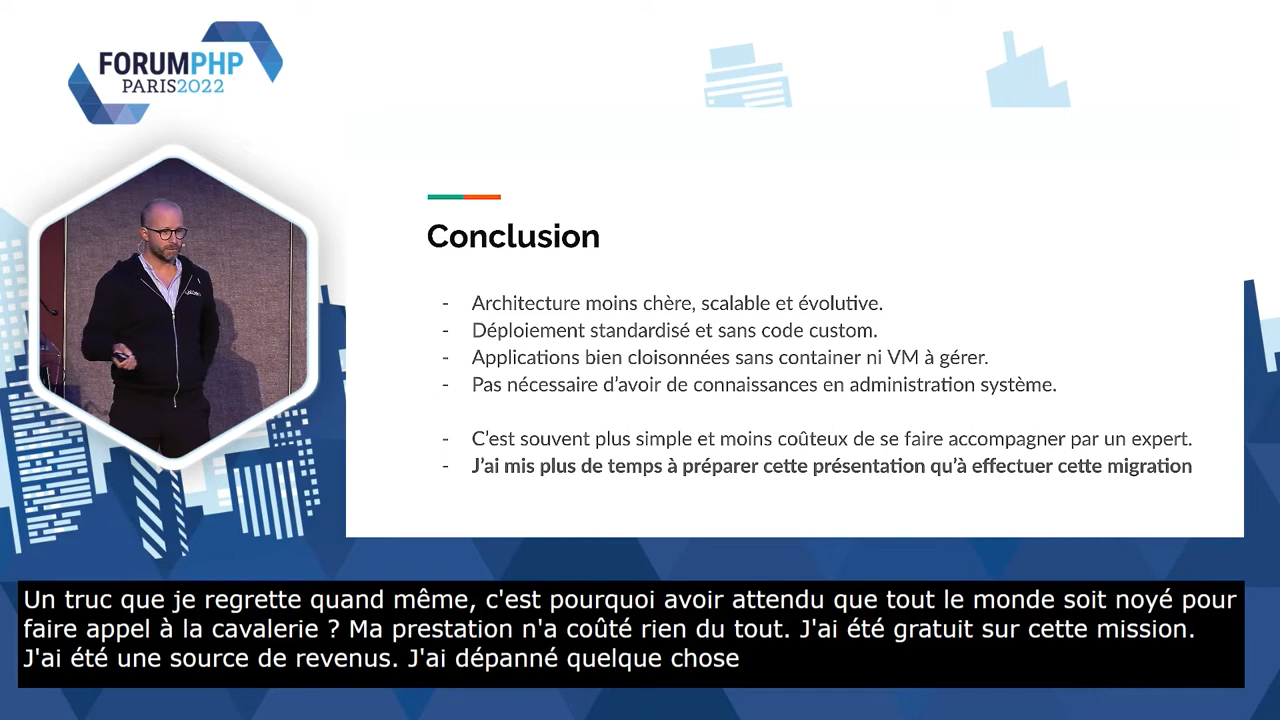 FORUMPHP
PARIS2022
Conclusion
- Architecture moins chère, scalable et évolutive.
- Déploiement standardisé et sans code custom.
- Applications bien cloisonnées sans container ni VM à gérer.
- Pas nécessaire d’avoir de connaissances en administration système.
- C’est souvent plus simple et moins coûteux de se faire accompagner par un expert.
- J’ai mis plus de temps à préparer cette présentation qu’à effectuer cette migration
Un truc que je regrette quand même, c'est pourquoi avoir attendu que tout le monde soit noyé pour
faire appel à la cavalerie ? Ma prestation n'a coûté rien du tout. J'ai été gratuit sur cette mission.
J'ai été une source de revenus. J'ai dépanné quelque chose